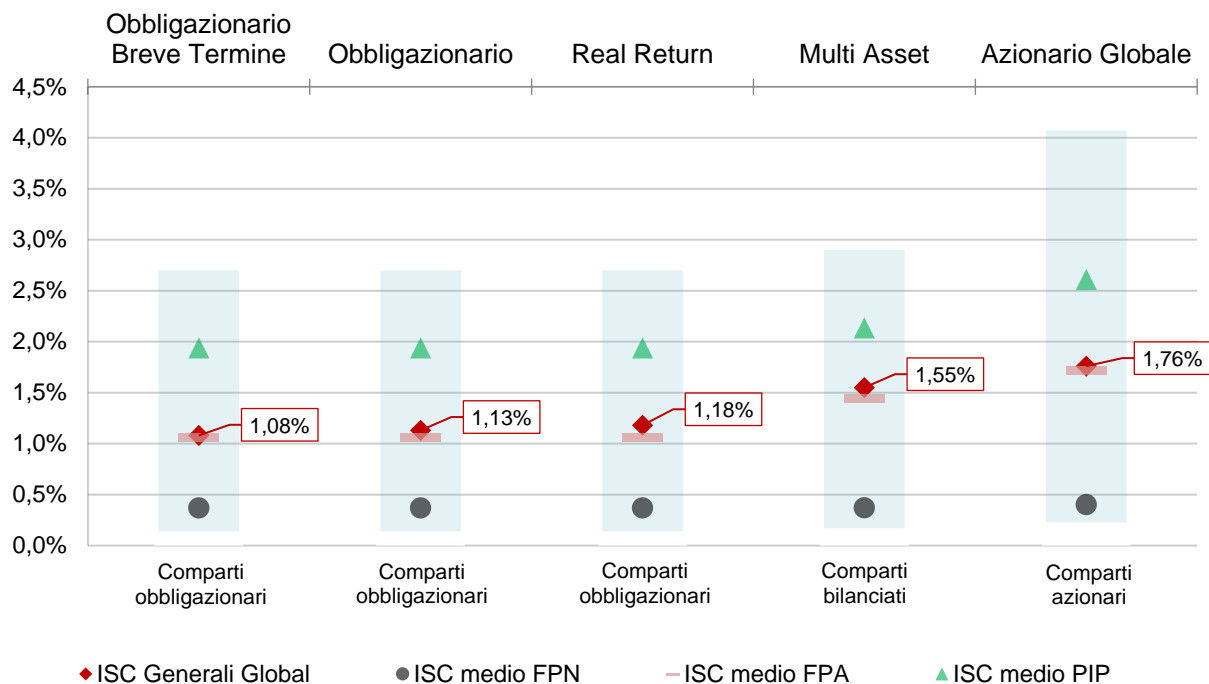 Obbligazionario
Breve Termine
Obbligazionario
Real Return
Multi Asset
Azionario Globale
4,5%
4,0%
3,5%
3,0%
2,5%
2,0%
1,5%
1,0%
0,5%
0,0%
1,08%
1,13%
1,18%
1,55%
1,76%
Comparti
obbligazionari
Comparti
obbligazionari
Comparti
obbligazionari
Comparti
bilanciati
Comparti
azionari
ISC Generali Global
ISC medio FPN
ISC medio FPA
ISC medio PIP